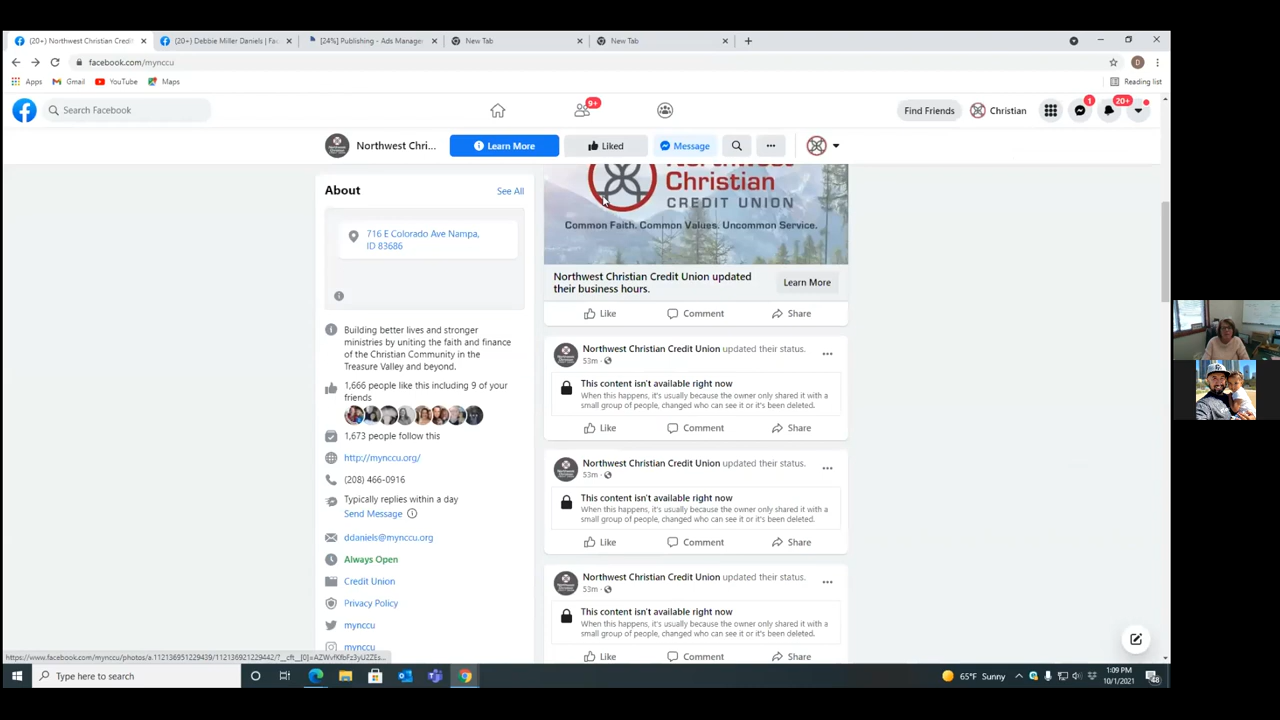 (20+) Northwest Christian Credi
(20+) Debbie Miller Daniels | Fac
[24%] Publishing - Ads Manager
New Tab
New Tab
facebook.com/mynccu
Apps
Gmail
YouTube
Maps
Reading list
Search Facebook
9+
Find Friends
Christian
1
20+
Northwest Chri...
Learn More
Liked
Message
About
See All
716 E Colorado Ave Nampa,
ID 83686
Building better lives and stronger
ministries by uniting the faith and finance
of the Christian Community in the
Treasure Valley and beyond.
1,666 people like this including 9 of your
friends
1,673 people follow this
http://mynccu.org/
(208) 466-0916
Typically replies within a day
Send Message
ddaniels@mynccu.org
Always Open
Credit Union
Privacy Policy
mynccu
mynccu
Northwest
Christian
CREDIT UNION
Common Faith. Common Values. Uncommon Service.
Northwest Christian Credit Union updated
their business hours.
Learn More
Like
Comment
Share
Northwest Christian Credit Union updated their status.
53m
This content isn't available right now
When this happens, it's usually because the owner only shared it with a
small group of people, changed who can see it or it's been deleted.
Like
Comment
Share
Northwest Christian Credit Union updated their status.
53m
This content isn't available right now
When this happens, it's usually because the owner only shared it with a
small group of people, changed who can see it or it's been deleted.
Like
Comment
Share
Northwest Christian Credit Union updated their status.
53m
This content isn't available right now
When this happens, it's usually because the owner only shared it with a
small group of people, changed who can see it or it's been deleted.
Like
Comment
Share
Type here to search
65°F Sunny
1:09 PM
10/1/2021
48